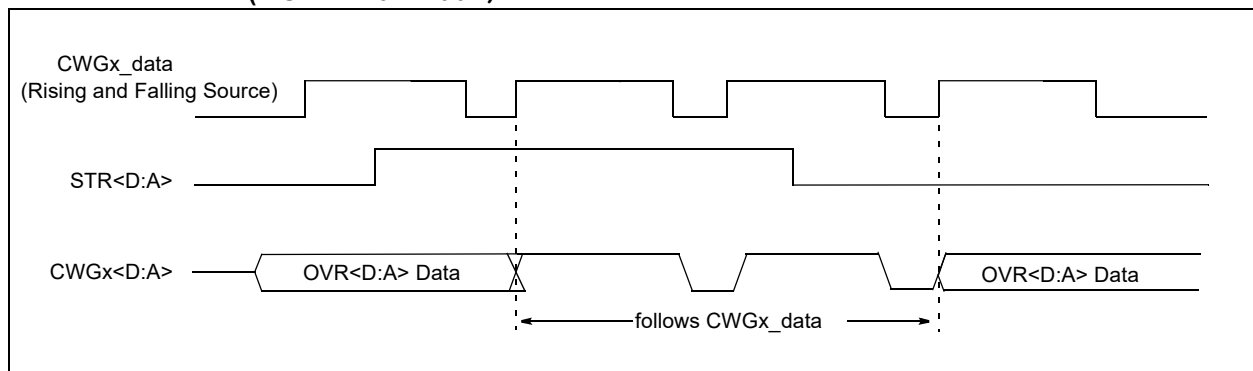 CWGx_data
(Rising and Falling Source)
STR<D:A>
CWGx<D:A>
OVR<D:A> Data
OVR<D:A> Data
follows CWGx_data